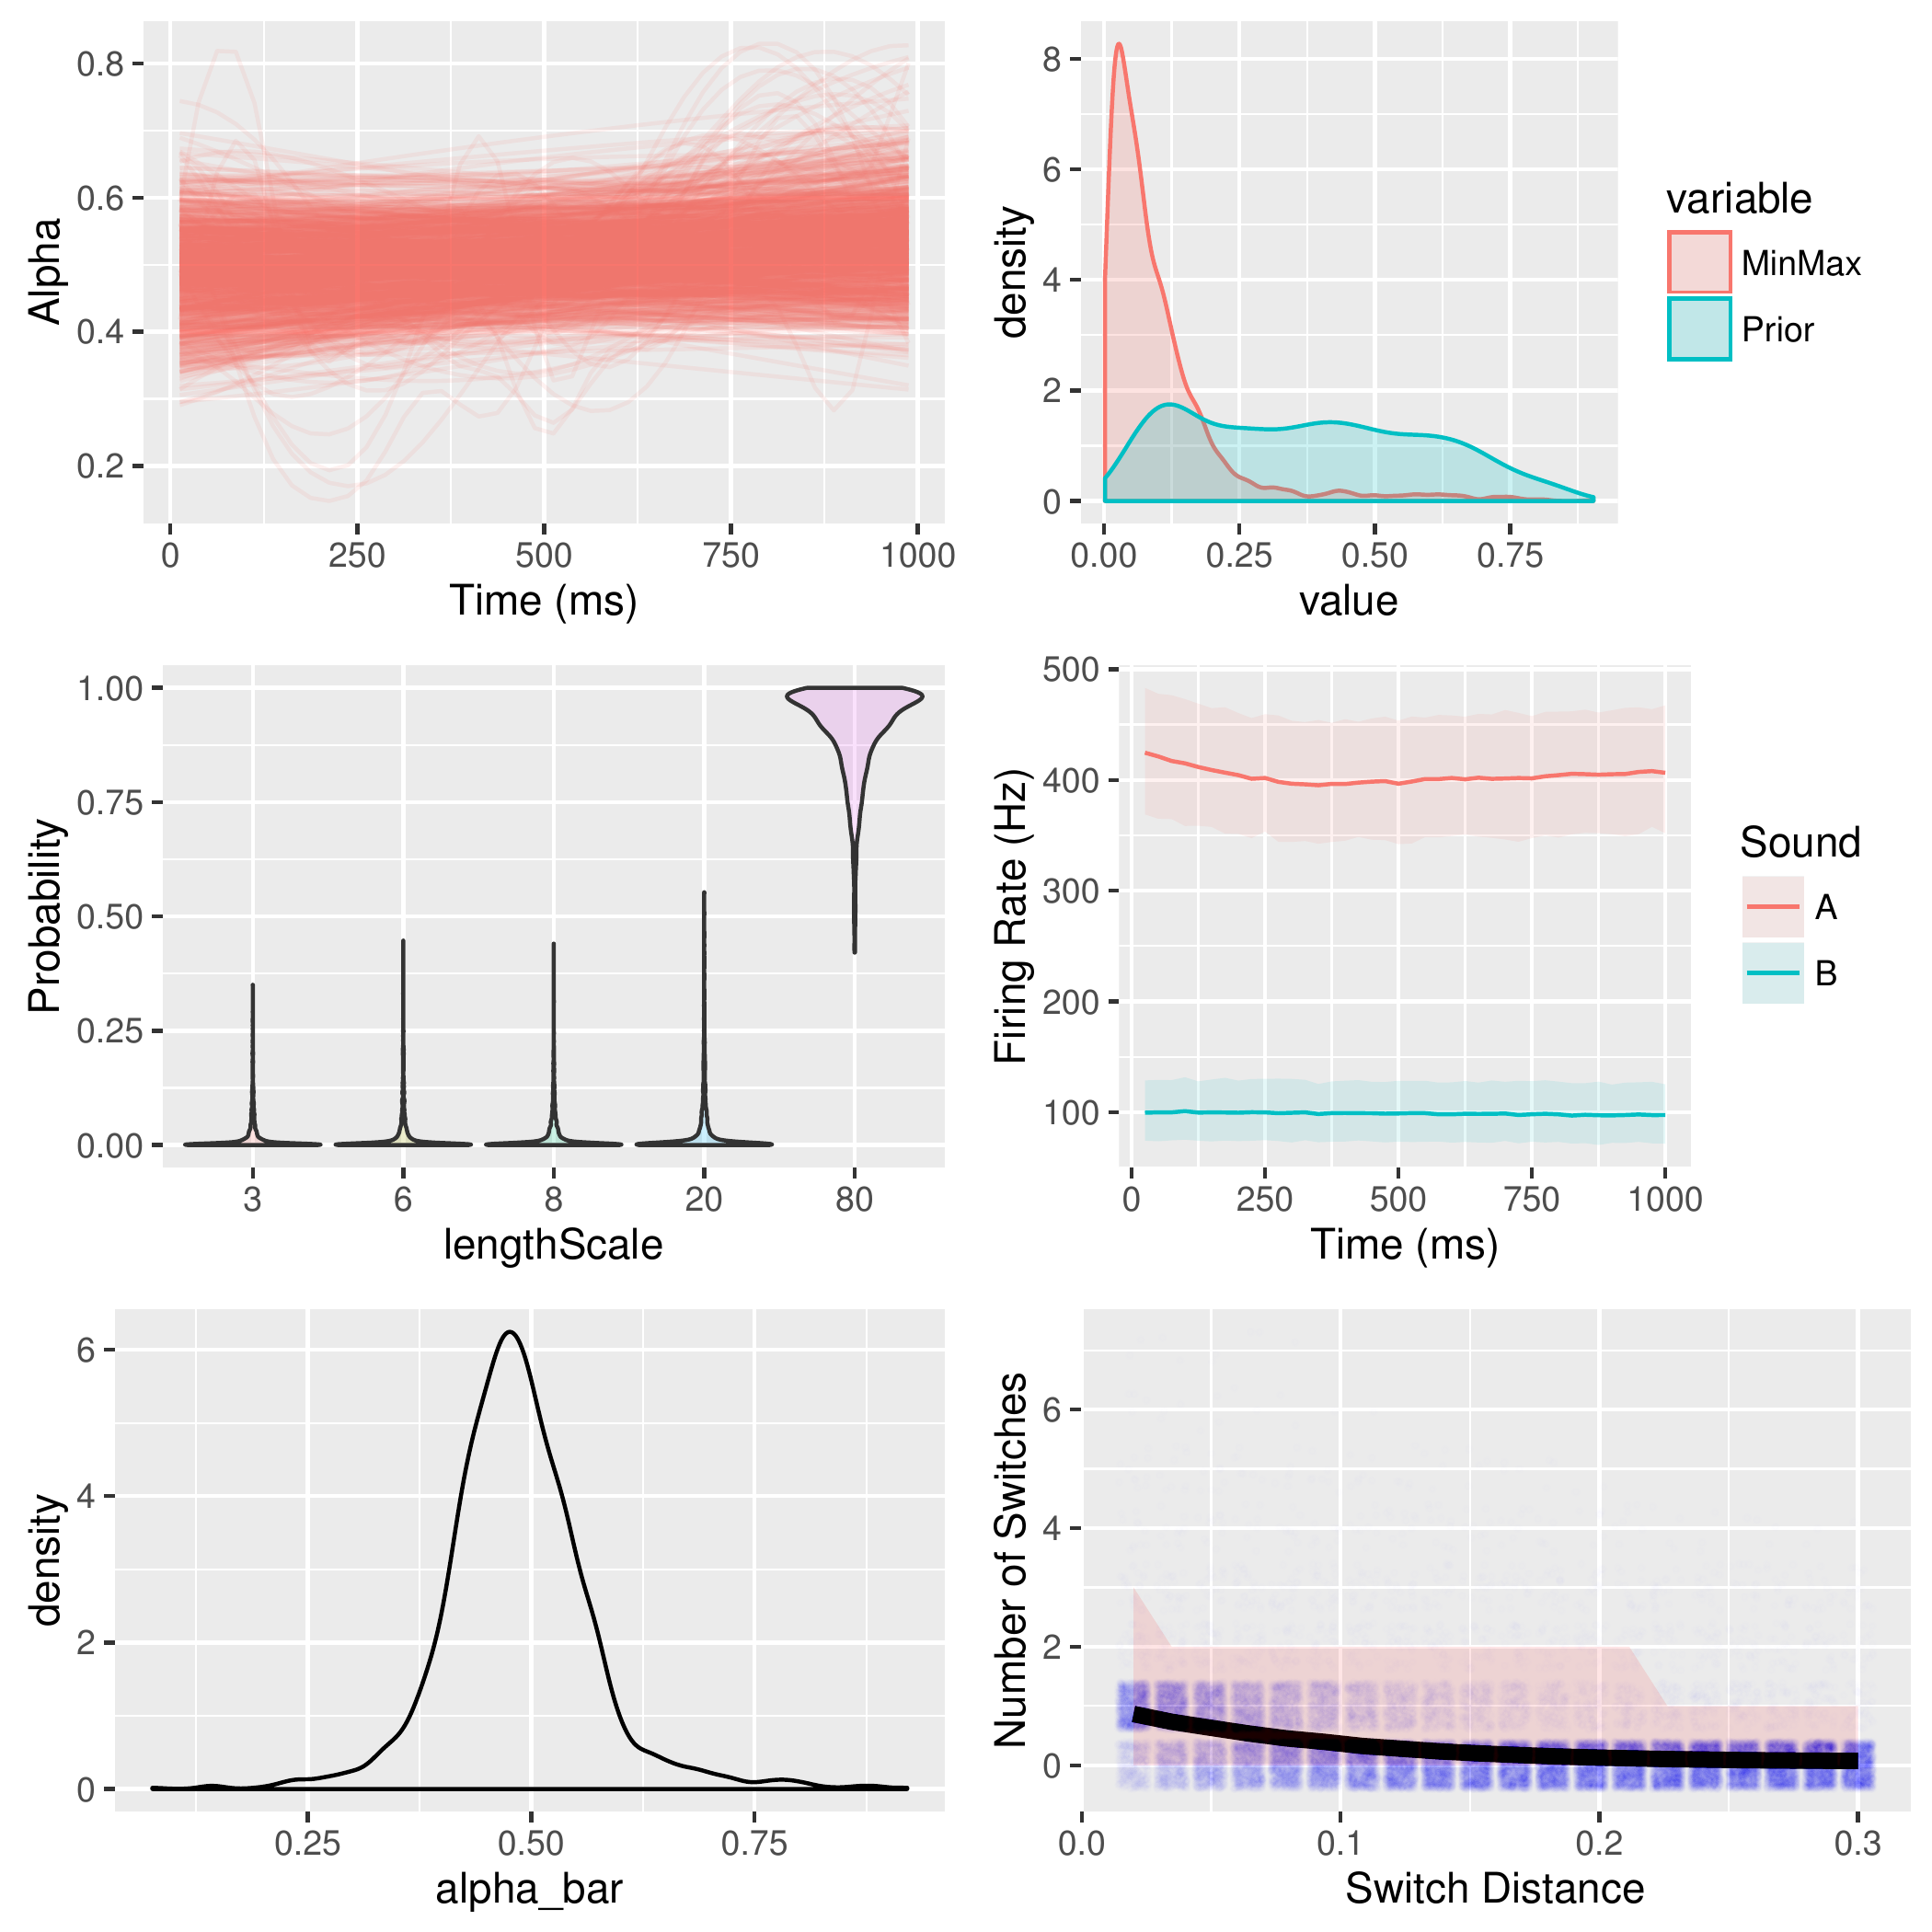 0.8
0.6
0.4
0.2
Alpha
0 250 500 750 1000
Time (ms)
8
6
4
2
0
density
0.00 0.25 0.50 0.75
value
variable
MinMax
Prior
1.00
0.75
0.50
0.25
0.00
Probability
3 6 8 20 80
lengthScale
500
400
300
200
100
Firing Rate (Hz)
0 250 500 750 1000
Time (ms)
Sound
A
B
6
4
2
0
density
0.25 0.50 0.75
alpha_bar
6
4
2
0
Number of Switches
0.0 0.1 0.2 0.3
Switch Distance